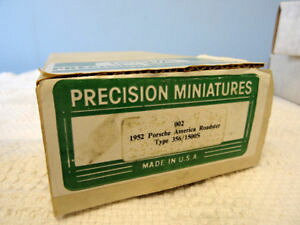 PRECISION MINIATURES
002
1952 Porsche America Roadster
Type 356/1500S
MADE IN U.S.A.